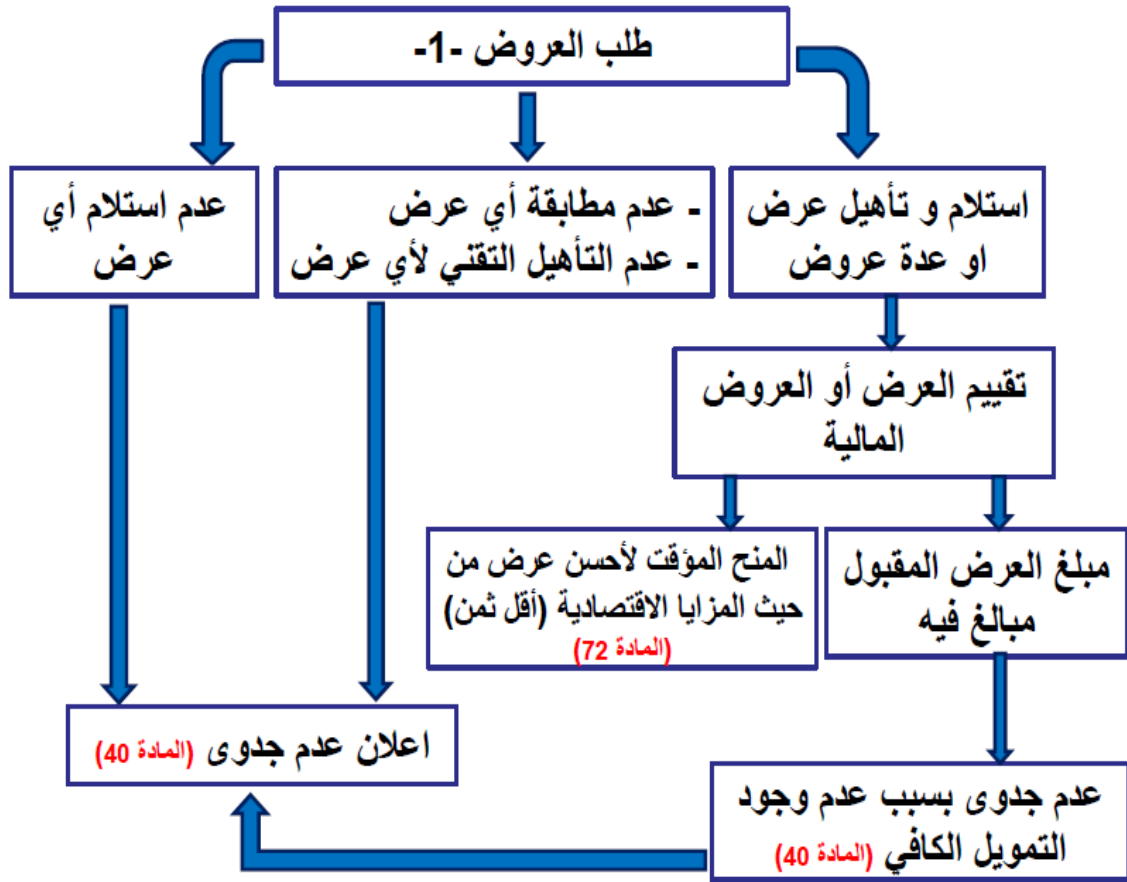 طلب العروض -1-
استلام و تأهيل عرض
او عدة عروض
- عدم مطابقة أي عرض
- عدم التأهيل التقني لأي عرض
عدم استلام أي
عرض
تقييم العرض أو العروض
المالية
مبلغ العرض المقبول
مبالغ فيه
المنح المؤقت لأحسن عرض من
حيث المزايا الاقتصادية (أقل ثمن)
(المادة 72)
اعلان عدم جدوى (المادة 40)
عدم جدوى بسبب عدم وجود
التمويل الكافي (المادة 40)